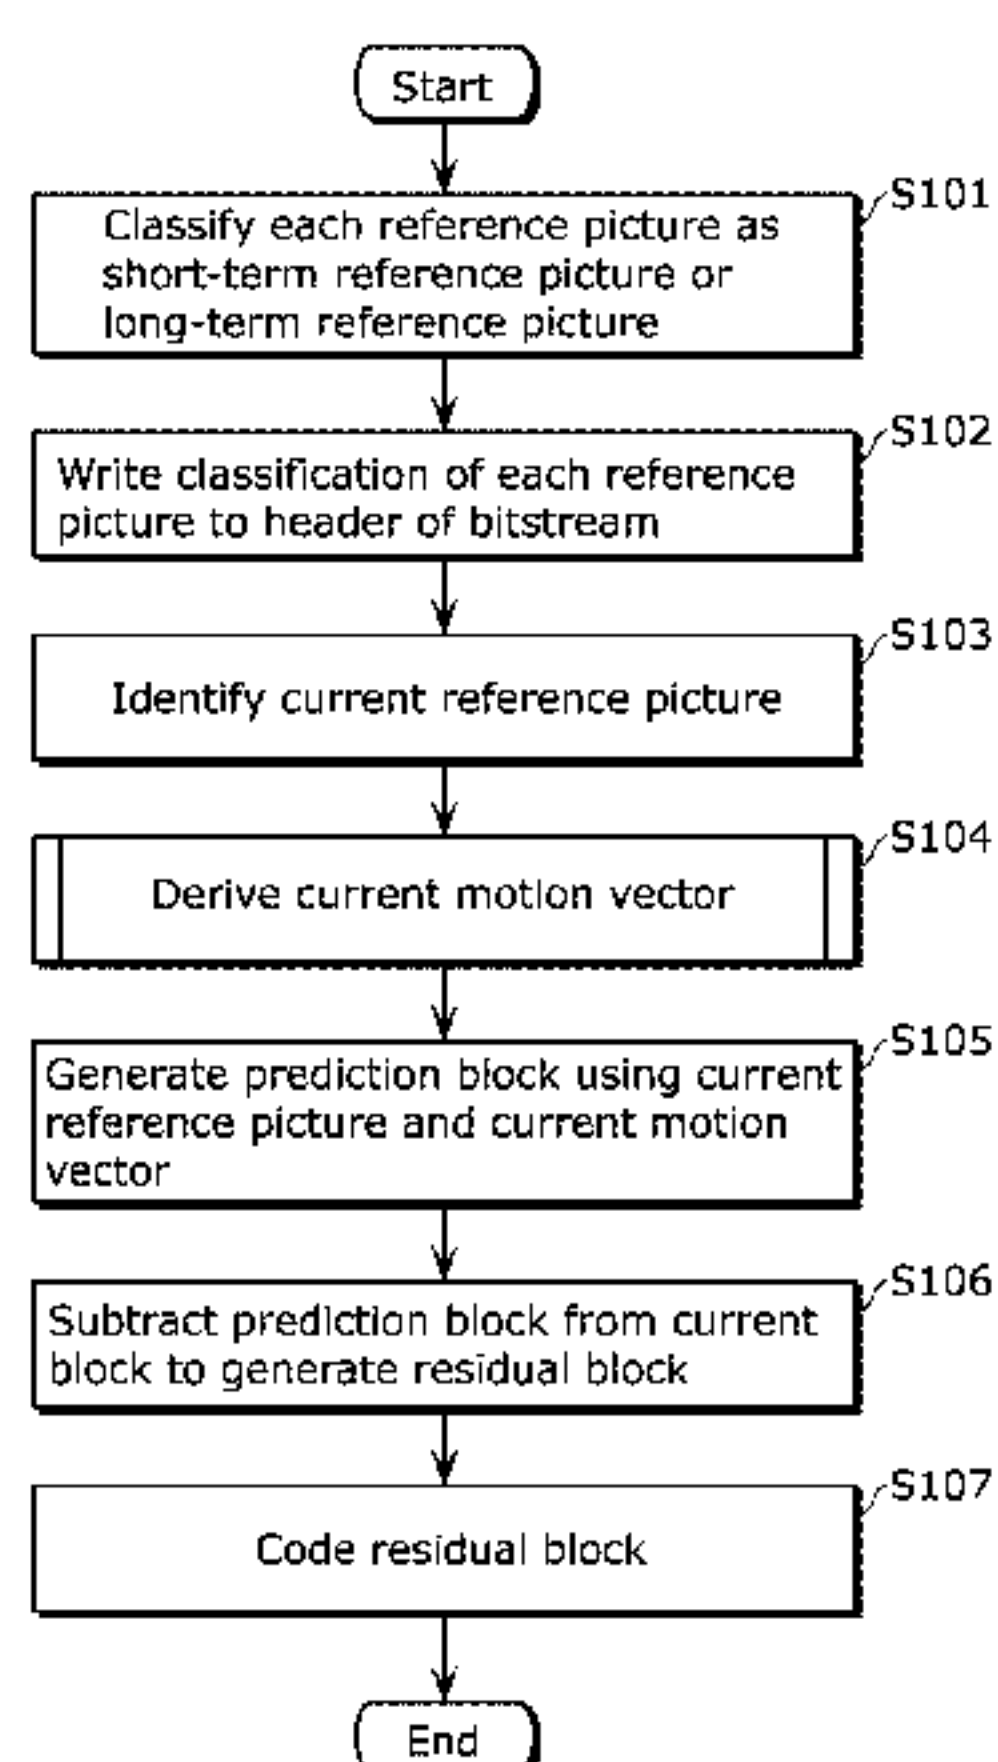 Start
S101
Classify each reference picture as
short-term reference picture or
long-term reference picture
S102
Write classification of each reference
picture to header of bitstream
S103
Identify current reference picture
S104
Derive current motion vector
S105
Generate prediction block using current
reference picture and current motion
vector
S106
Subtract prediction block from current
block to generate residual block
S107
Code residual block
End